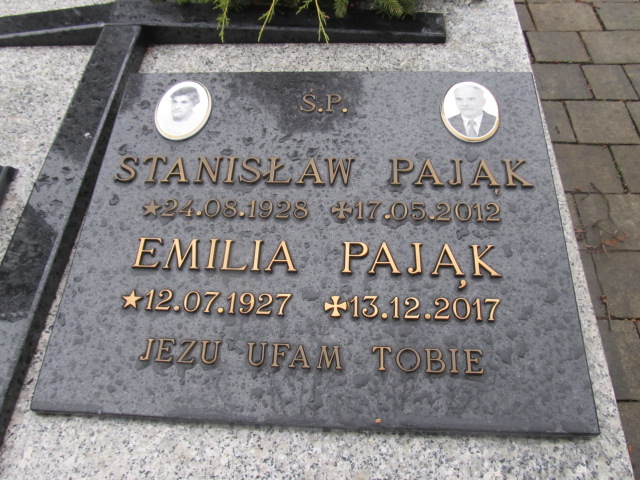 Ś.P.
STANISŁAW PAJĄK
★24.08.1928 ✠17.05.2012
EMILIA PAJĄK
★12.07.1927 ✠13.12.2017
JEZU UFAM TOBIE